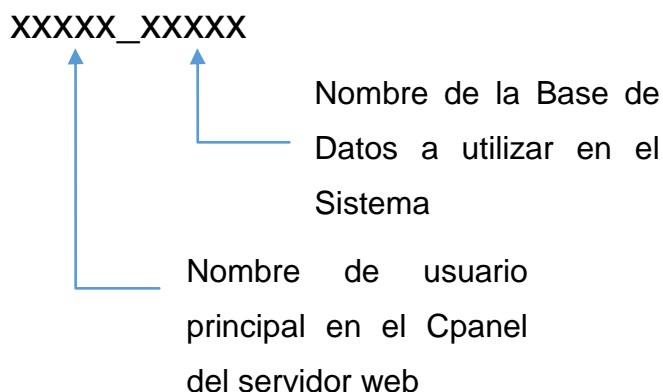 xxxxx_xxxxx
Nombre de la Base de
Datos a utilizar en el
Sistema
Nombre de usuario
principal en el Cpanel
del servidor web